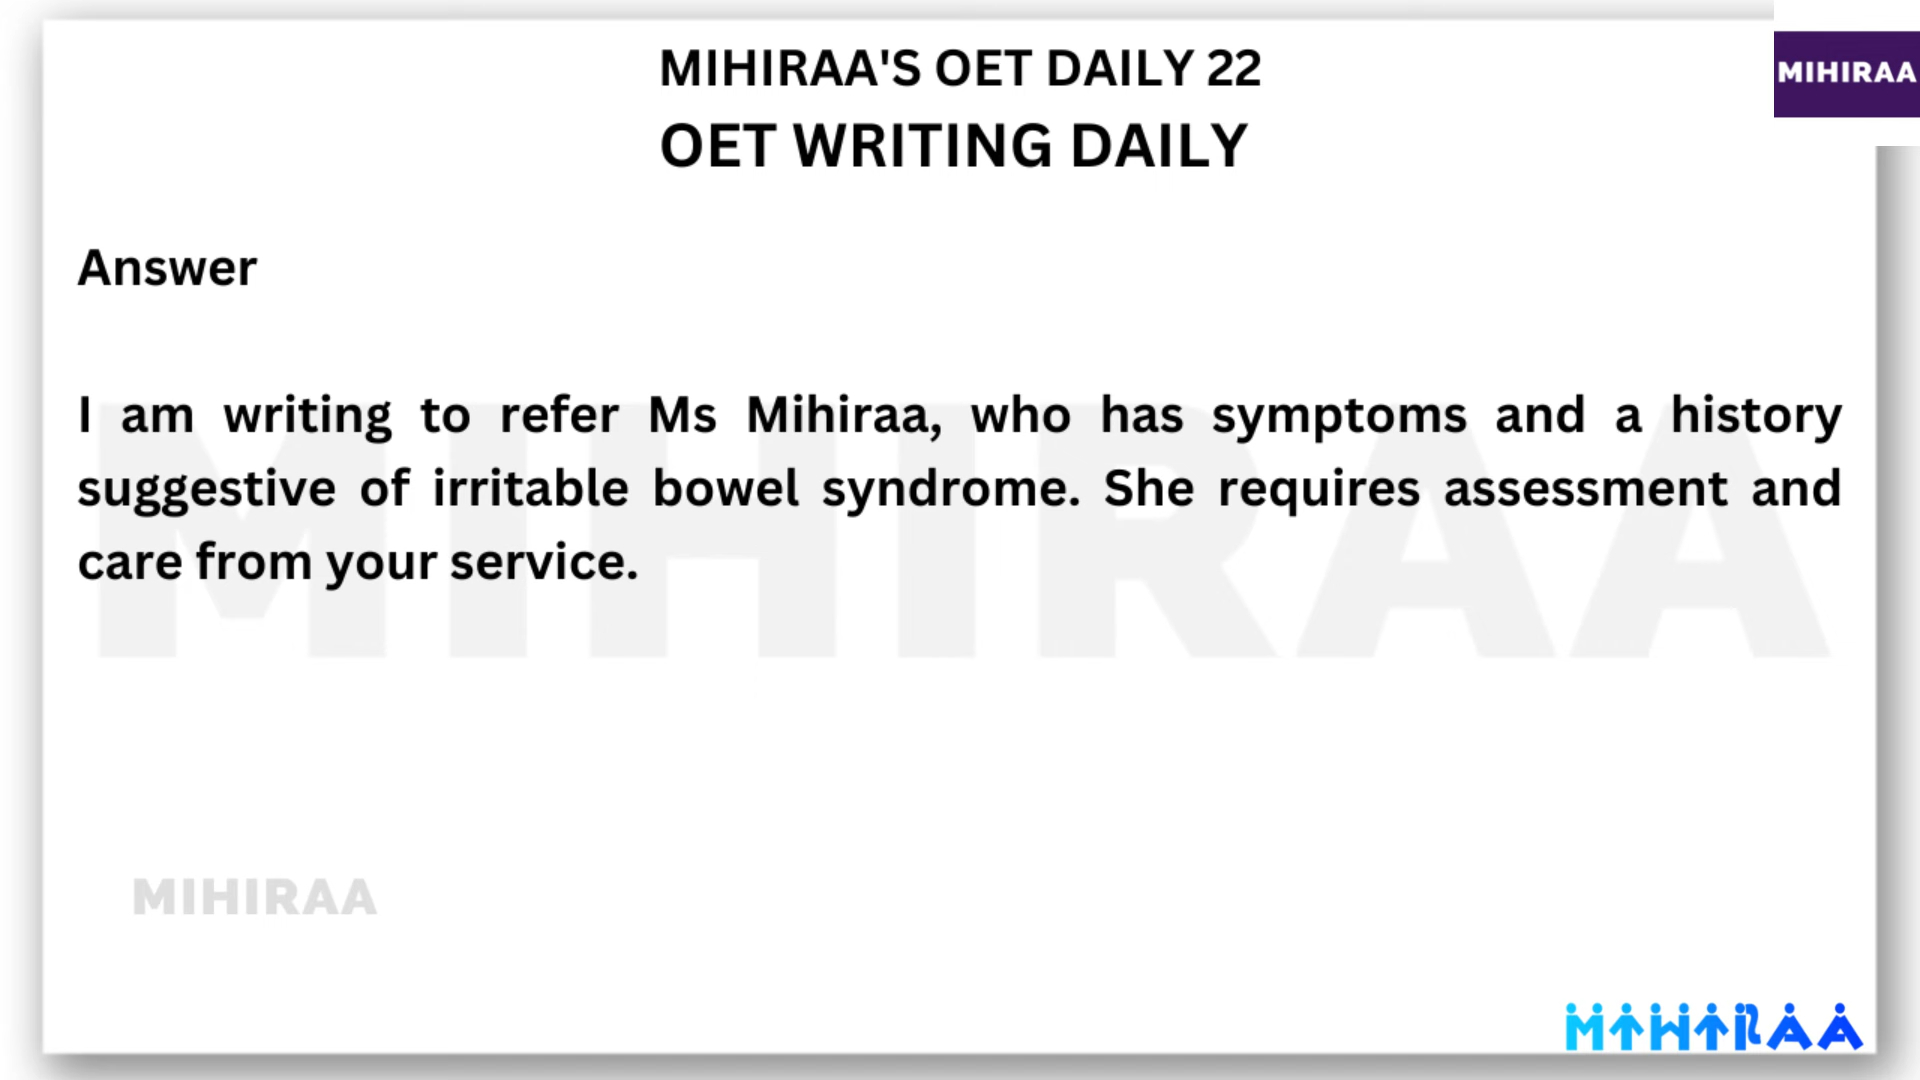 MIHIRAA'S OET DAILY 22
MIHIRAA
OET WRITING DAILY
Answer
I am writing to refer Ms Mihiraa, who has symptoms and a history
suggestive of irritable bowel syndrome. She requires assessment and
care from your service.
MIHIRAA
MIHIRAA
MIHIRAA